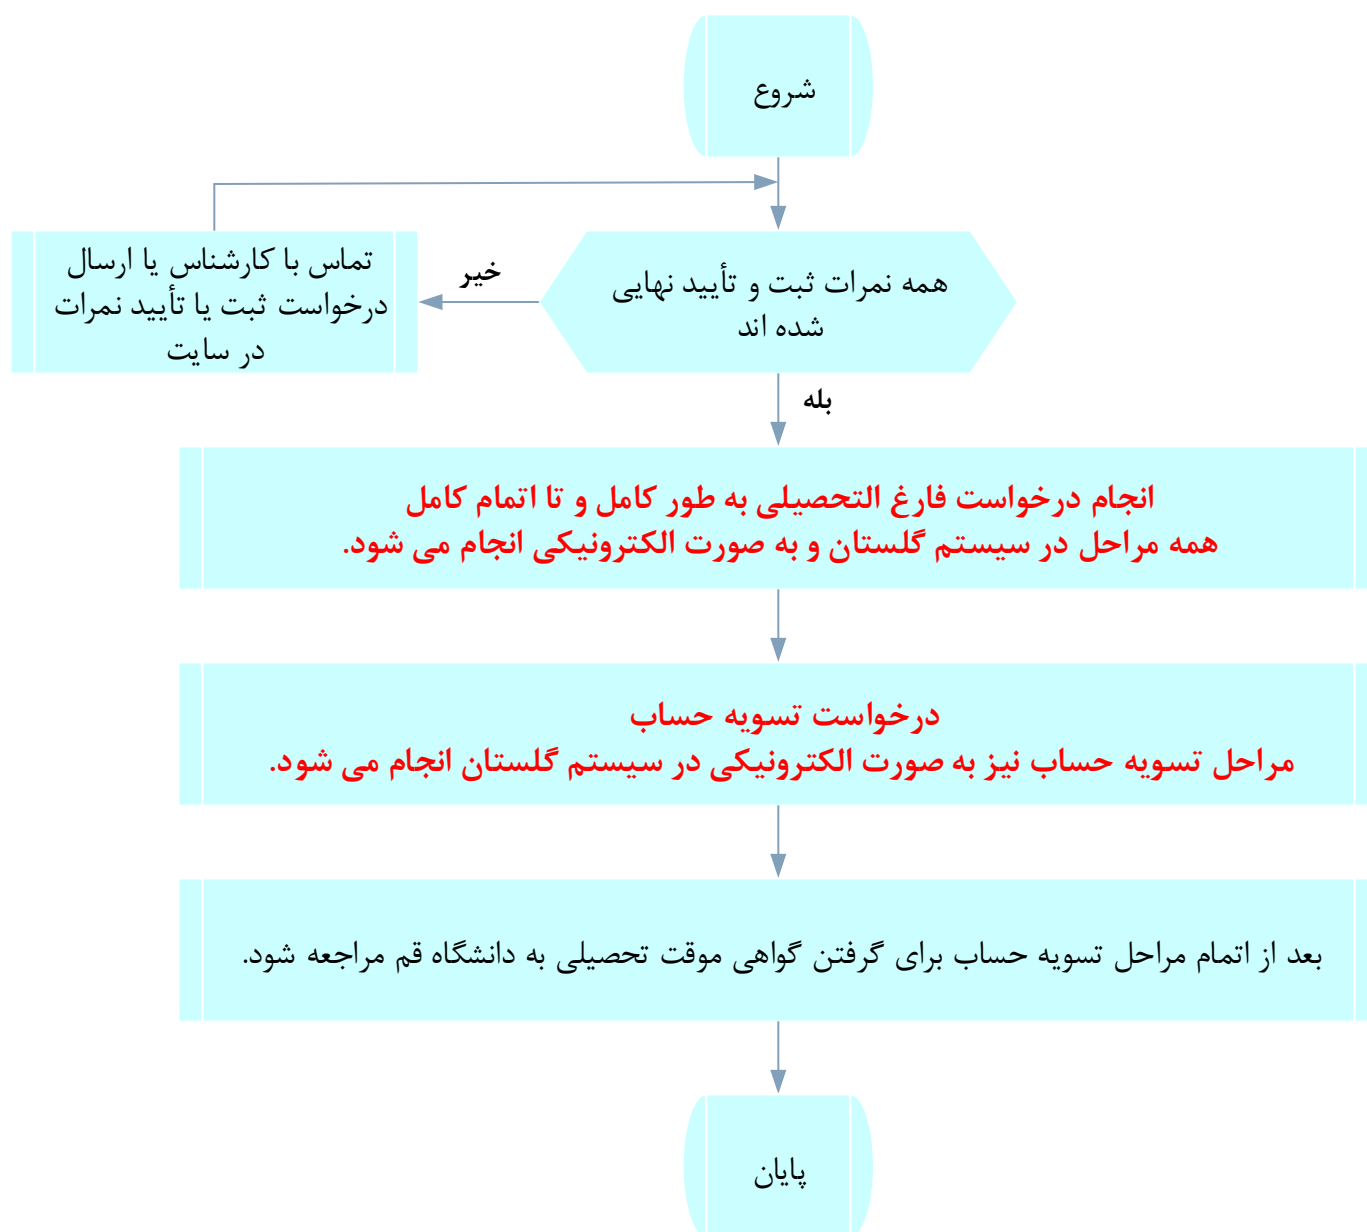 شروع
همه نمرات ثبت و تأیید نهایی
شده اند
خیر
تماس با کارشناس یا ارسال
درخواست ثبت یا تأیید نمرات
در سایت
بله
انجام درخواست فارغ التحصیلی به طور کامل و تا اتمام کامل
همه مراحل در سیستم گلستان و به صورت الکترونیکی انجام می شود.
درخواست تسویه حساب
مراحل تسویه حساب نیز به صورت الکترونیکی در سیستم گلستان انجام می شود.
بعد از اتمام مراحل تسویه حساب برای گرفتن گواهی موقت تحصیلی به دانشگاه قم مراجعه شود.
پایان